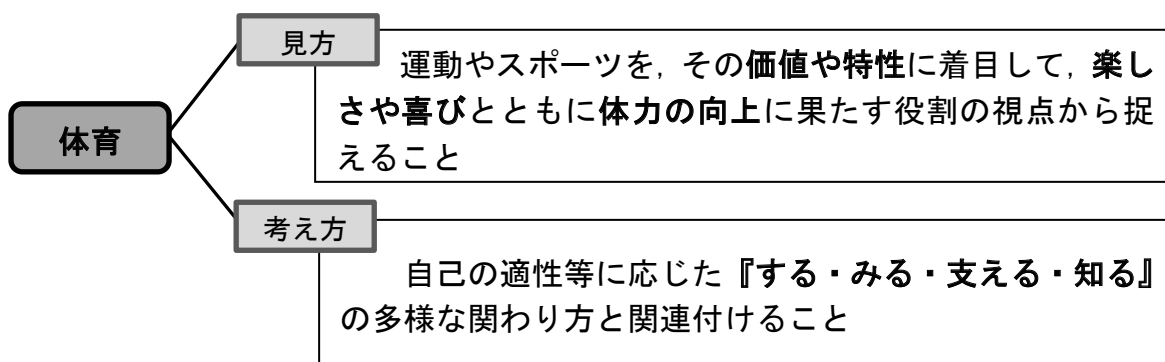 体育
見方
運動やスポーツを，その価値や特性に着目して，楽し
さや喜びとともに体力の向上に果たす役割の視点から捉
えること
考え方
自己の適性等に応じた『する・みる・支える・知る』
の多様な関わり方と関連付けること